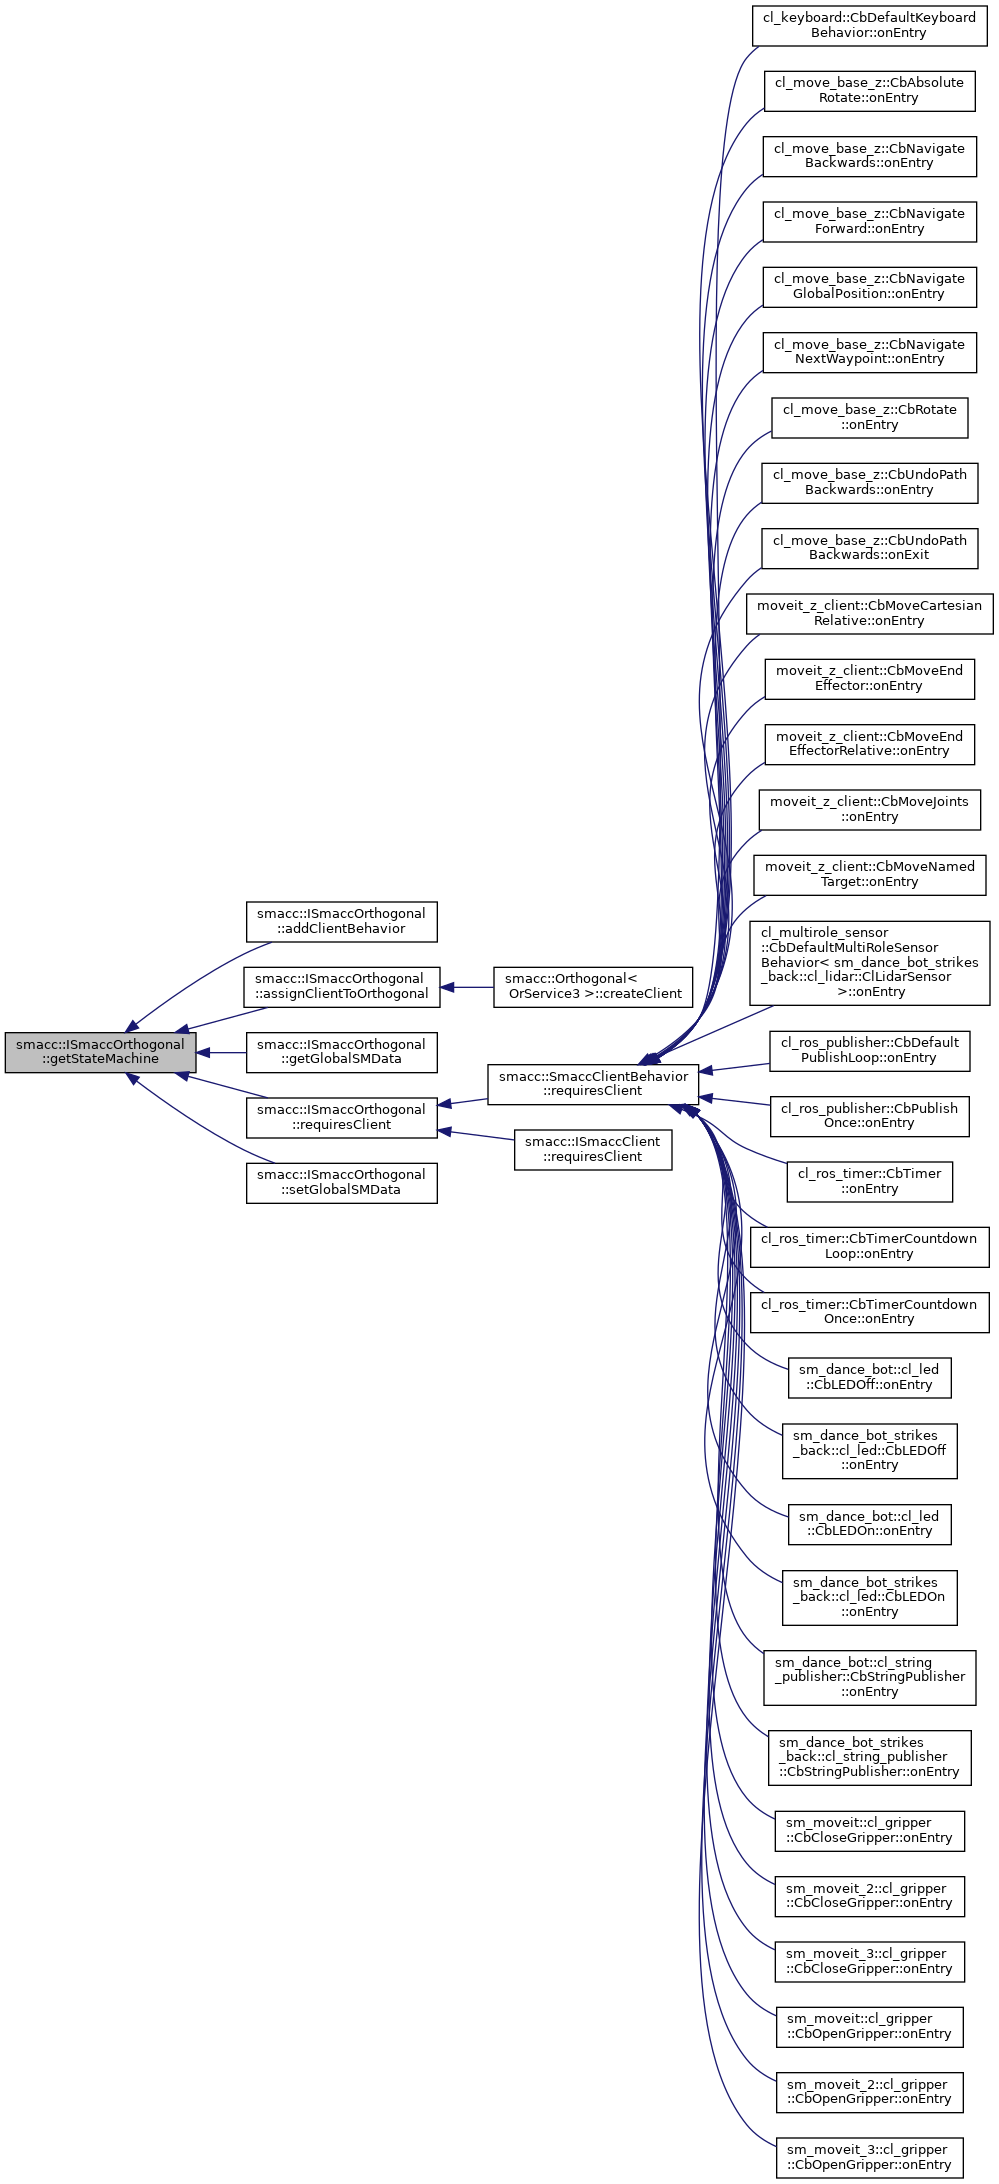 smacc::ISmaccOrthogonal
::getStateMachine
smacc::ISmaccOrthogonal
::addClientBehavior
smacc::ISmaccOrthogonal
::assignClientToOrthogonal
smacc::ISmaccOrthogonal
::getGlobalSMData
smacc::ISmaccOrthogonal
::requiresClient
smacc::ISmaccOrthogonal
::setGlobalSMData
smacc::Orthogonal<
OrService3 >::createClient
smacc::SmaccClientBehavior
::requiresClient
smacc::ISmaccClient
::requiresClient
cl_keyboard::CbDefaultKeyboard
Behavior::onEntry
cl_move_base_z::CbAbsolute
Rotate::onEntry
cl_move_base_z::CbNavigate
Backwards::onEntry
cl_move_base_z::CbNavigate
Forward::onEntry
cl_move_base_z::CbNavigate
GlobalPosition::onEntry
cl_move_base_z::CbNavigate
NextWaypoint::onEntry
cl_move_base_z::CbRotate
::onEntry
cl_move_base_z::CbUndoPath
Backwards::onEntry
cl_move_base_z::CbUndoPath
Backwards::onExit
moveit_z_client::CbMoveCartesian
Relative::onEntry
moveit_z_client::CbMoveEnd
Effector::onEntry
moveit_z_client::CbMoveEnd
EffectorRelative::onEntry
moveit_z_client::CbMoveJoints
::onEntry
moveit_z_client::CbMoveNamed
Target::onEntry
cl_multirole_sensor
::CbDefaultMultiRoleSensor
Behavior< sm_dance_bot_strikes
_back::cl_lidar::ClLidarSensor
>::onEntry
cl_ros_publisher::CbDefault
PublishLoop::onEntry
cl_ros_publisher::CbPublish
Once::onEntry
cl_ros_timer::CbTimer
::onEntry
cl_ros_timer::CbTimerCountdown
Loop::onEntry
cl_ros_timer::CbTimerCountdown
Once::onEntry
sm_dance_bot::cl_led
::CbLEDOff::onEntry
sm_dance_bot_strikes
_back::cl_led::CbLEDOff
::onEntry
sm_dance_bot::cl_led
::CbLEDOn::onEntry
sm_dance_bot_strikes
_back::cl_led::CbLEDOn
::onEntry
sm_dance_bot::cl_string
_publisher::CbStringPublisher
::onEntry
sm_dance_bot_strikes
_back::cl_string_publisher
::CbStringPublisher::onEntry
sm_moveit::cl_gripper
::CbCloseGripper::onEntry
sm_moveit_2::cl_gripper
::CbCloseGripper::onEntry
sm_moveit_3::cl_gripper
::CbCloseGripper::onEntry
sm_moveit::cl_gripper
::CbOpenGripper::onEntry
sm_moveit_2::cl_gripper
::CbOpenGripper::onEntry
sm_moveit_3::cl_gripper
::CbOpenGripper::onEntry